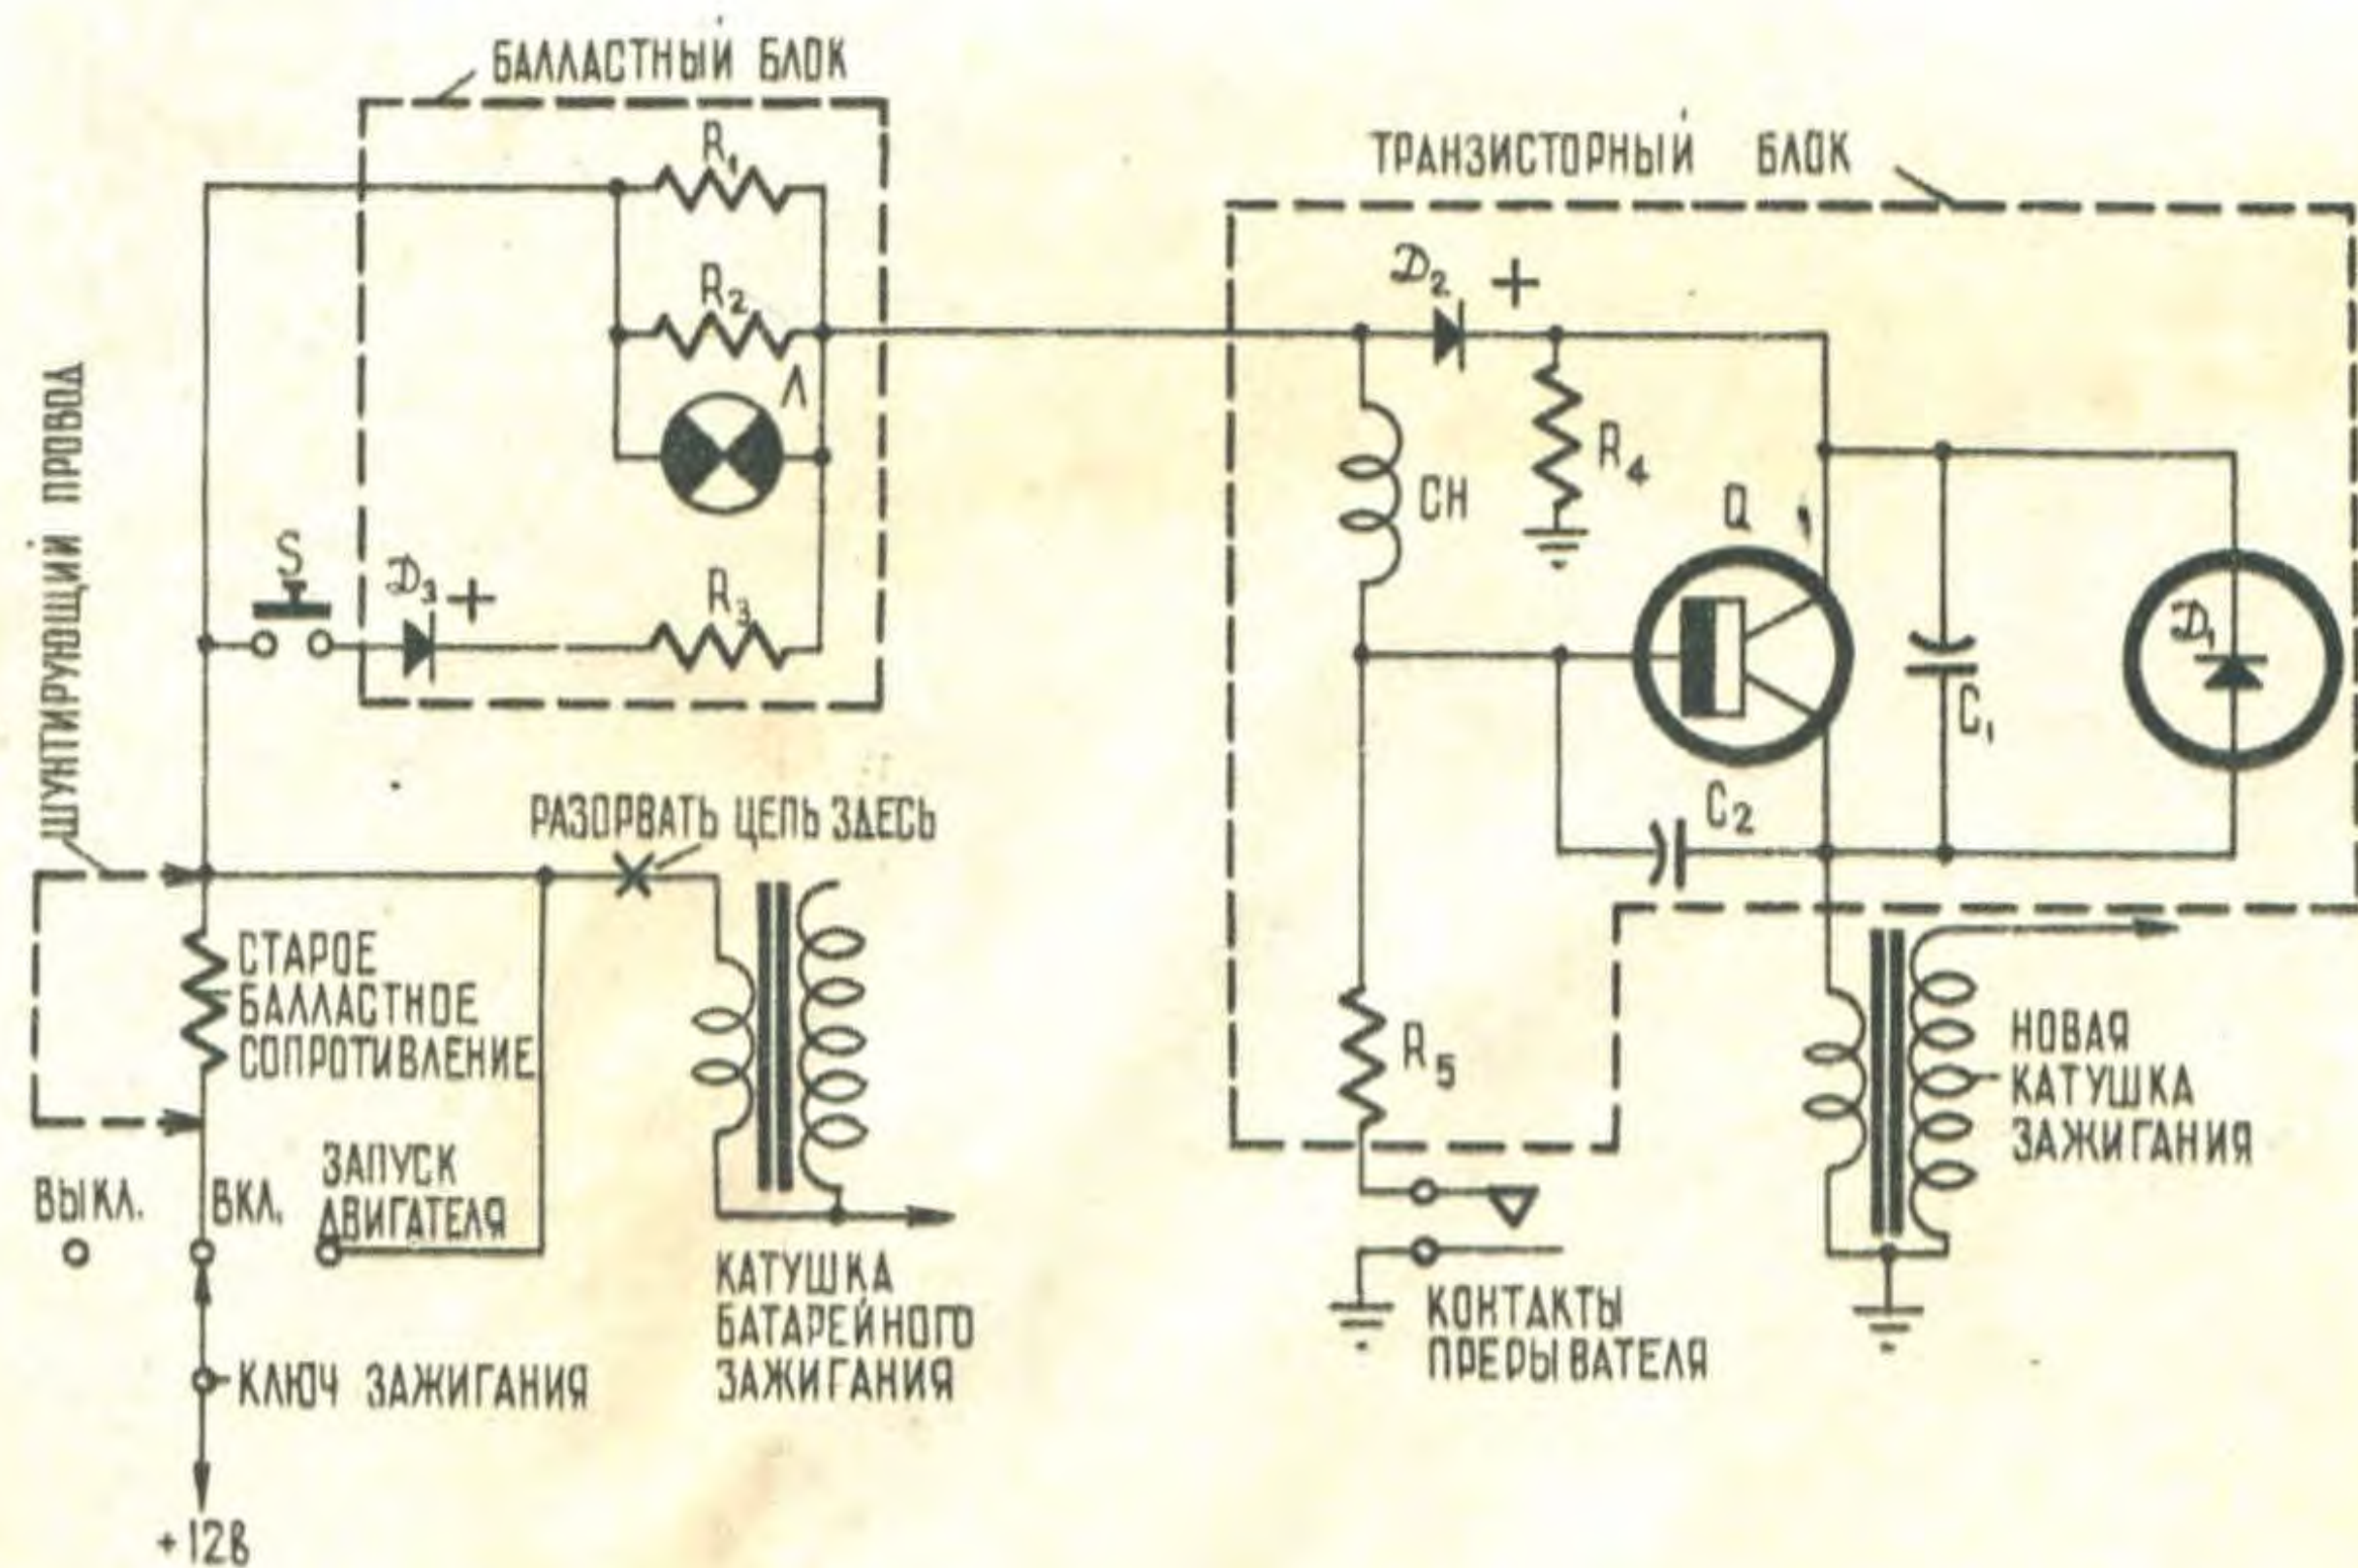 БАЛЛАСТНЫЙ БЛОК
ТРАНЗИСТОРНЫЙ БЛОК
R1
R2
Л
D2 +
R4
CH
Q
S
D3 +
R3
D1
C1
C2
ШУНТИРУЮЩИЙ ПРОВОД
РАЗОРВАТЬ ЦЕПЬ ЗДЕСЬ
СТАРОЕ
БАЛЛАСТНОЕ
СОПРОТИВЛЕНИЕ
R5
НОВАЯ
КАТУШКА
ЗАЖИГАНИЯ
ВЫКЛ.
ВКЛ.
ЗАПУСК
ДВИГАТЕЛЯ
КАТУШКА
БАТАРЕЙНОГО
ЗАЖИГАНИЯ
КОНТАКТЫ
ПРЕРЫВАТЕЛЯ
КЛЮЧ ЗАЖИГАНИЯ
+12В